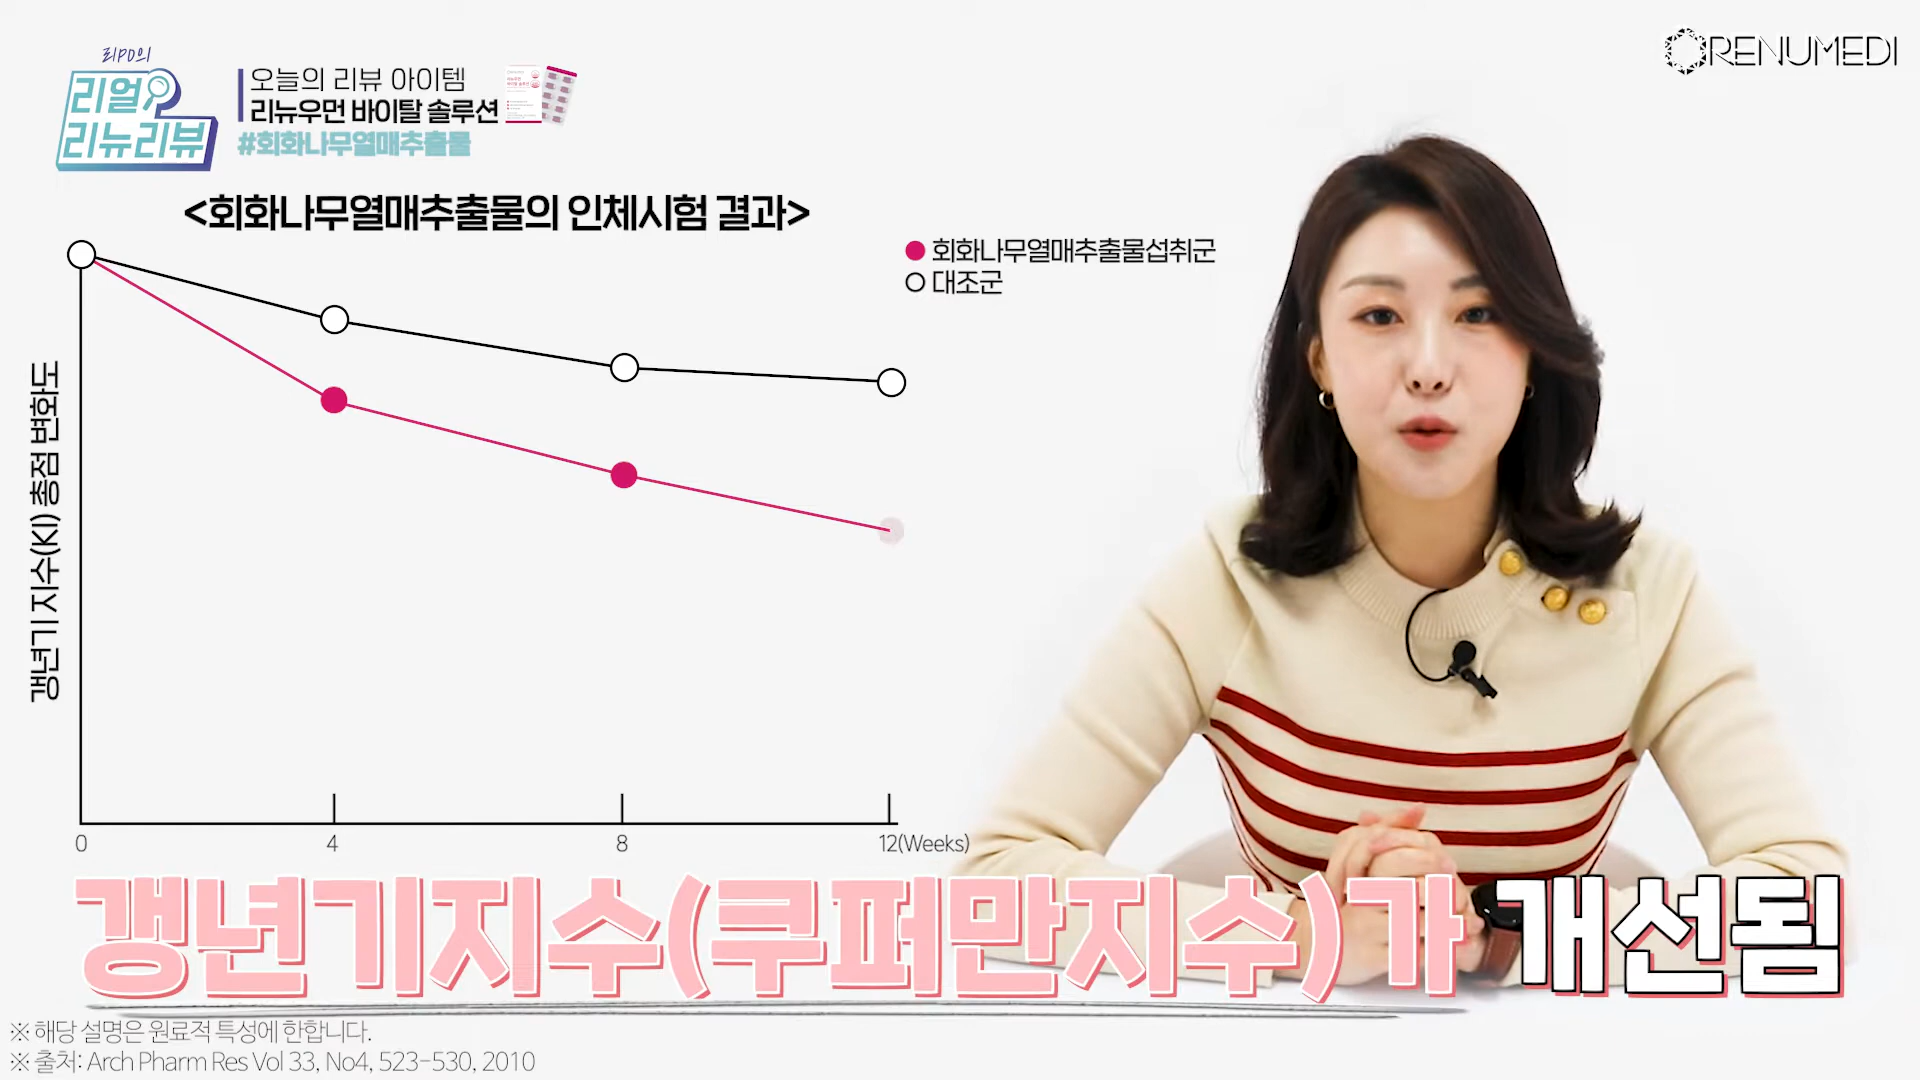 리PD의
리얼
리뉴리뷰
오늘의 리뷰 아이템
리뉴우먼 바이탈 솔루션
#회화나무열매추출물
RENUMEDI
<회화나무열매추출물의 인체시험 결과>
회화나무열매추출물섭취군
대조군
갱년기 지수(KI) 총점 변화도
0
4
8
12(Weeks)
갱년기지수(쿠퍼만지수)가 개선됨
※ 해당 설명은 원료적 특성에 한합니다.
※ 출처: Arch Pharm Res Vol 33, No4, 523-530, 2010